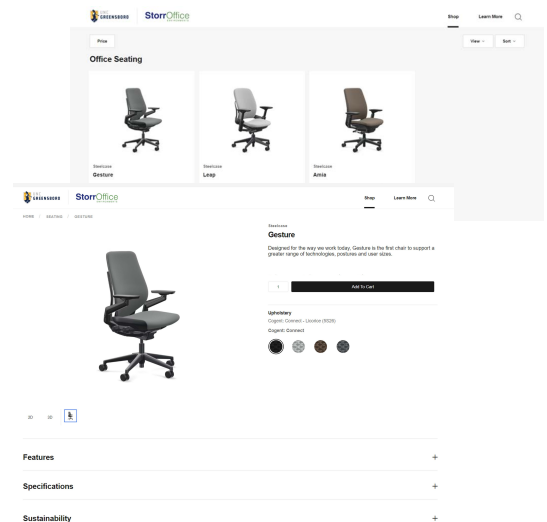 UNC
GREENSBORO
StorrOffice
Shop
Learn More
Price
View
Sort
Office Seating
Steelcase
Gesture
Steelcase
Leap
Steelcase
Amia
UNC
GREENSBORO
StorrOffice
Shop
Learn More
HOME / SEATING / GESTURE
Steelcase
Gesture
Designed for the way we work today, Gesture is the first chair to support a
greater range of technologies, postures and user sizes.
1
Add To Cart
Upholstery
Cogent: Connect - Licorice (5S26)
Cogent: Connect
3D
2D
Features
Specifications
Sustainability